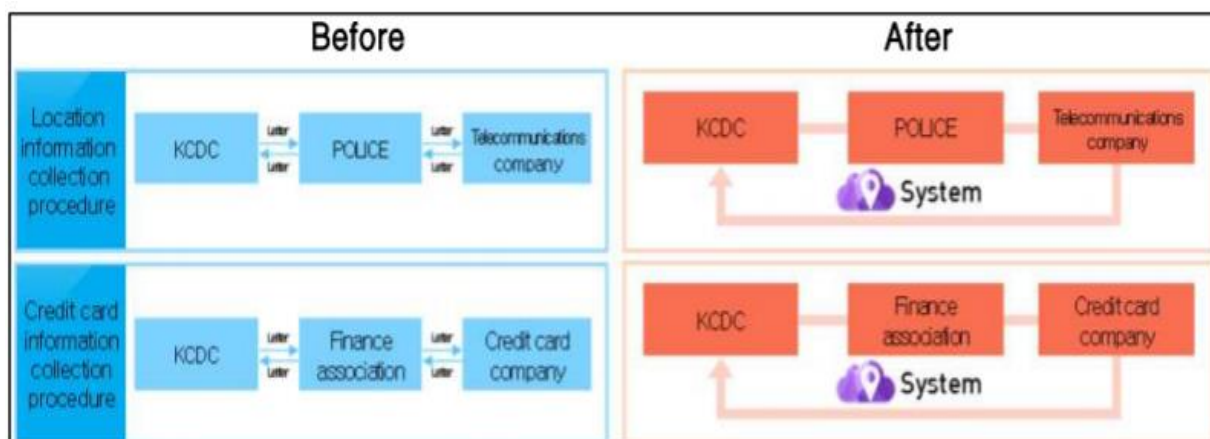 Before
After
Location
information
collection
procedure
KCDC
Letter
Letter
POLICE
Letter
Letter
Telecommunications
company
KCDC
POLICE
Telecommunications
company
System
Credit card
information
collection
procedure
KCDC
Letter
Letter
Finance
association
Letter
Letter
Credit card
company
KCDC
Finance
association
Credit card
company
System